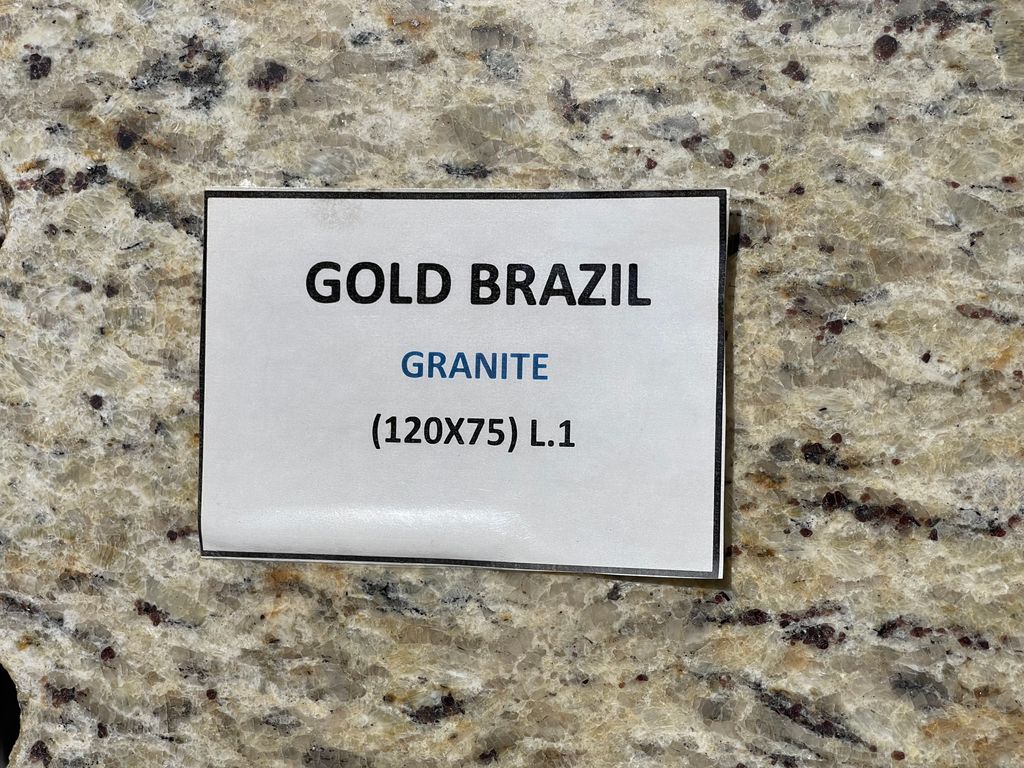 GOLD BRAZIL
GRANITE
(120X75) L.1